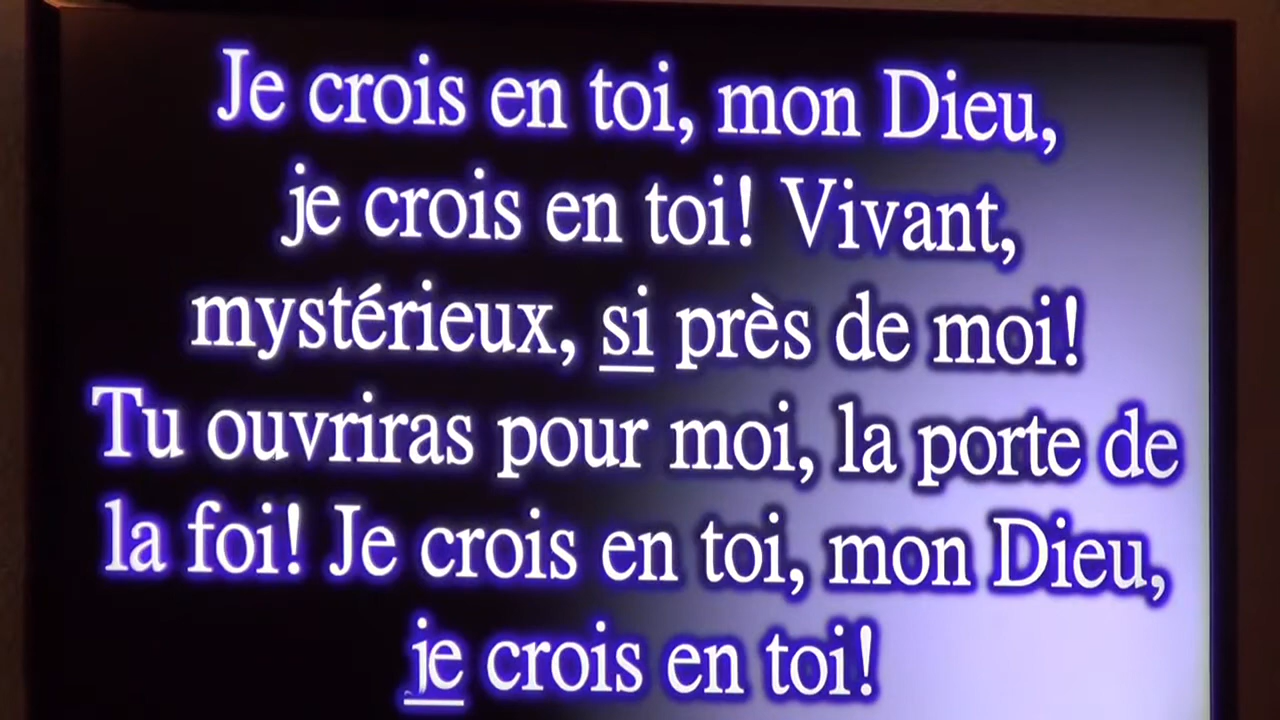 Je crois en toi, mon Dieu,
je crois en toi! Vivant,
mystérieux, si près de moi!
Tu ouvriras pour moi, la porte de
la foi! Je crois en toi, mon Dieu,
je crois en toi!